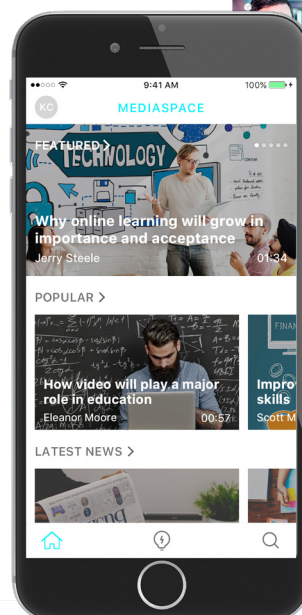 9:41 AM
100%
KC
MEDIASPACE
FEATURED >
TECHNOLOGY
Why online learning will grow in
importance and acceptance
Jerry Steele
01:34
POPULAR >
How video will play a major
role in education
Eleanor Moore
00:57
FINAN
Impro
skills
Scott M
LATEST NEWS >